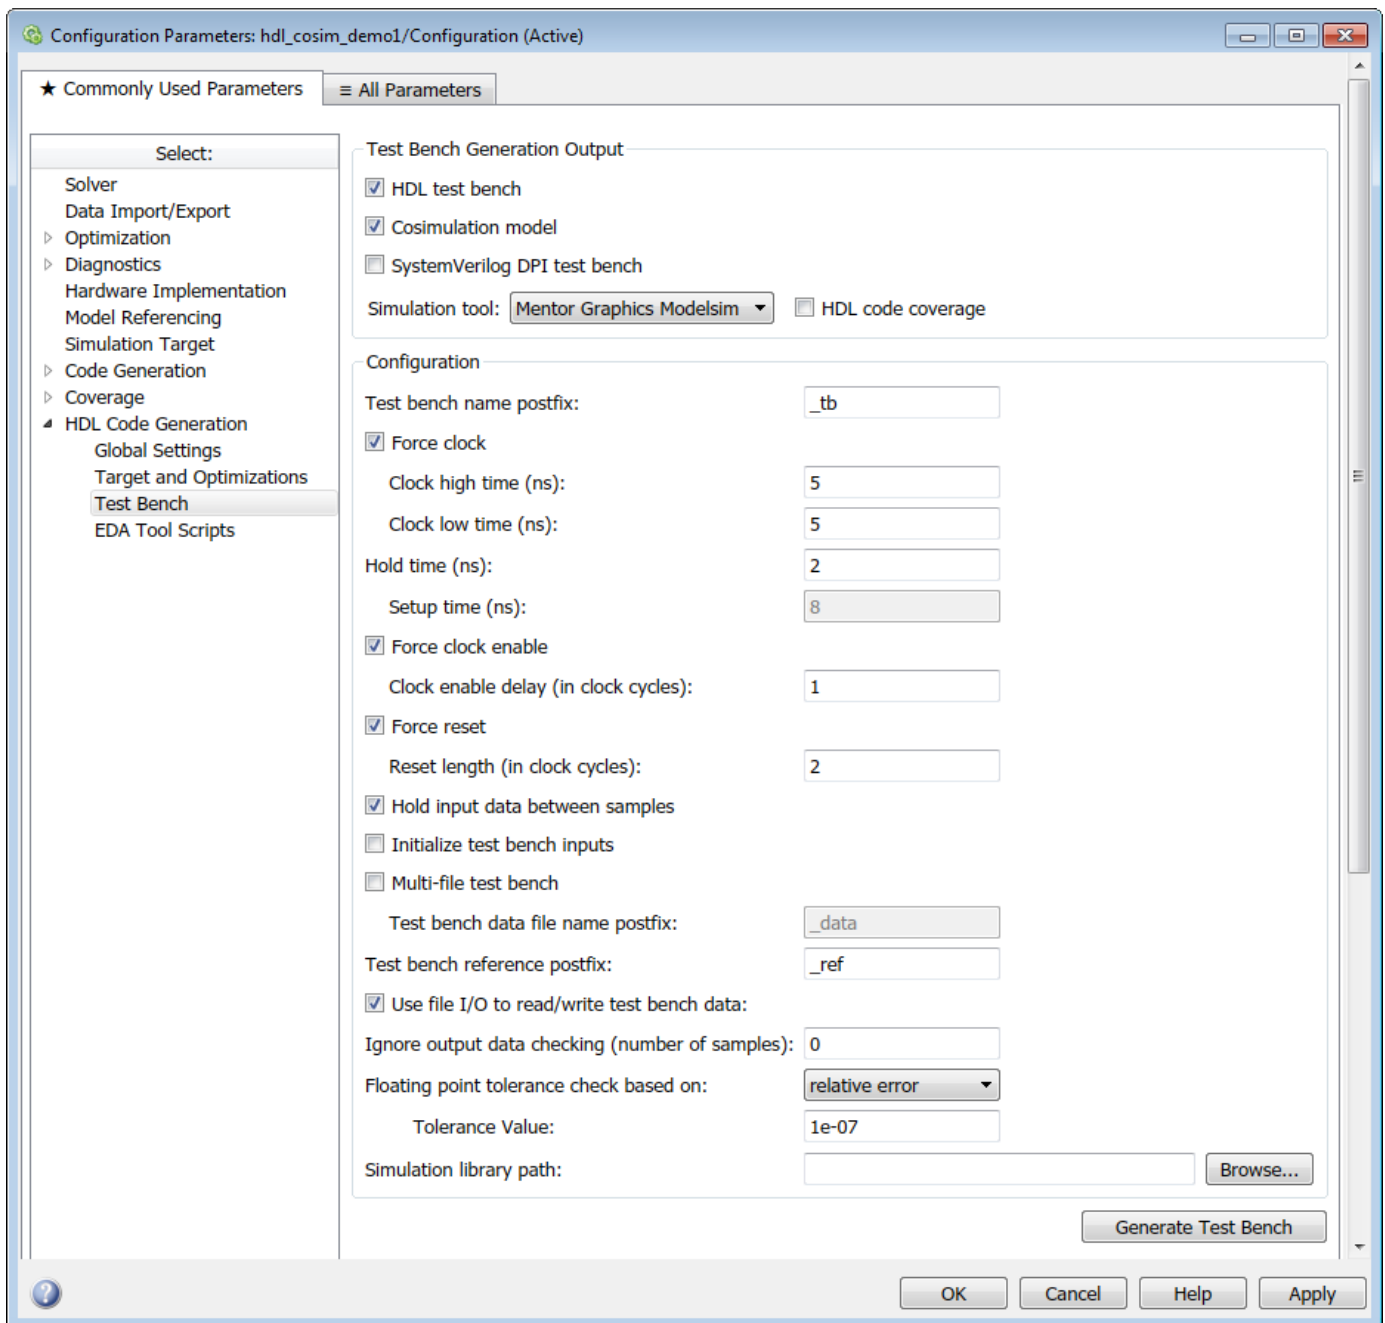 Configuration Parameters: hdl_cosim_demo1/Configuration (Active)
★ Commonly Used Parameters
≡ All Parameters
Select:
Solver
Data Import/Export
Optimization
Diagnostics
Hardware Implementation
Model Referencing
Simulation Target
Code Generation
Coverage
HDL Code Generation
Global Settings
Target and Optimizations
Test Bench
EDA Tool Scripts
Test Bench Generation Output
HDL test bench
Cosimulation model
SystemVerilog DPI test bench
Simulation tool: Mentor Graphics Modelsim HDL code coverage
Configuration
Test bench name postfix: _tb
Force clock
Clock high time (ns): 5
Clock low time (ns): 5
Hold time (ns): 2
Setup time (ns): 8
Force clock enable
Clock enable delay (in clock cycles): 1
Force reset
Reset length (in clock cycles): 2
Hold input data between samples
Initialize test bench inputs
Multi-file test bench
Test bench data file name postfix: _data
Test bench reference postfix: _ref
Use file I/O to read/write test bench data:
Ignore output data checking (number of samples): 0
Floating point tolerance check based on: relative error
Tolerance Value: 1e-07
Simulation library path: Browse...
Generate Test Bench
? OK Cancel Help Apply